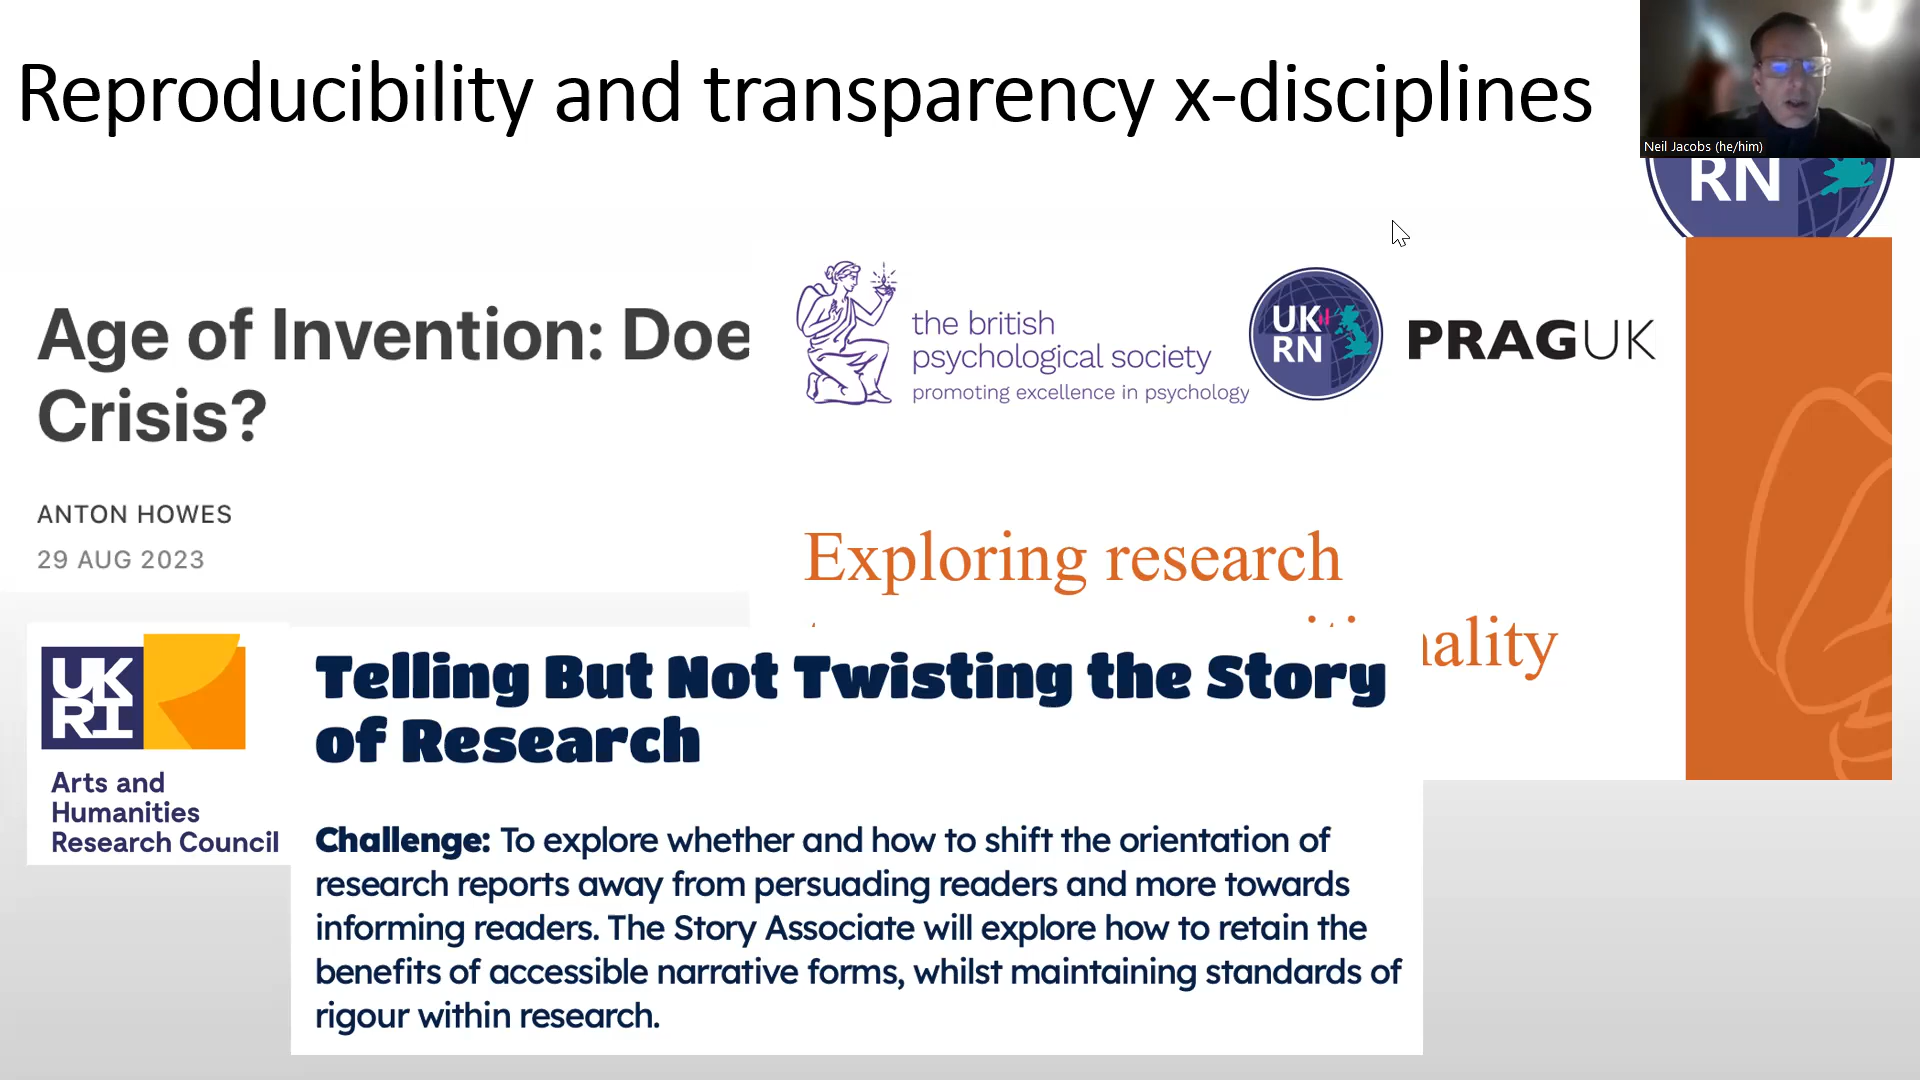 Reproducibility and transparency x-disciplines
Neil Jacobs (he/him)
RN
Age of Invention: Doe
Crisis?
ANTON HOWES
29 AUG 2023
the british
psychological society
promoting excellence in psychology
UK
RN
PRAGUK
Exploring research
ality
UK
RI
Arts and
Humanities
Research Council
Telling But Not Twisting the Story
of Research
Challenge: To explore whether and how to shift the orientation of
research reports away from persuading readers and more towards
informing readers. The Story Associate will explore how to retain the
benefits of accessible narrative forms, whilst maintaining standards of
rigour within research.